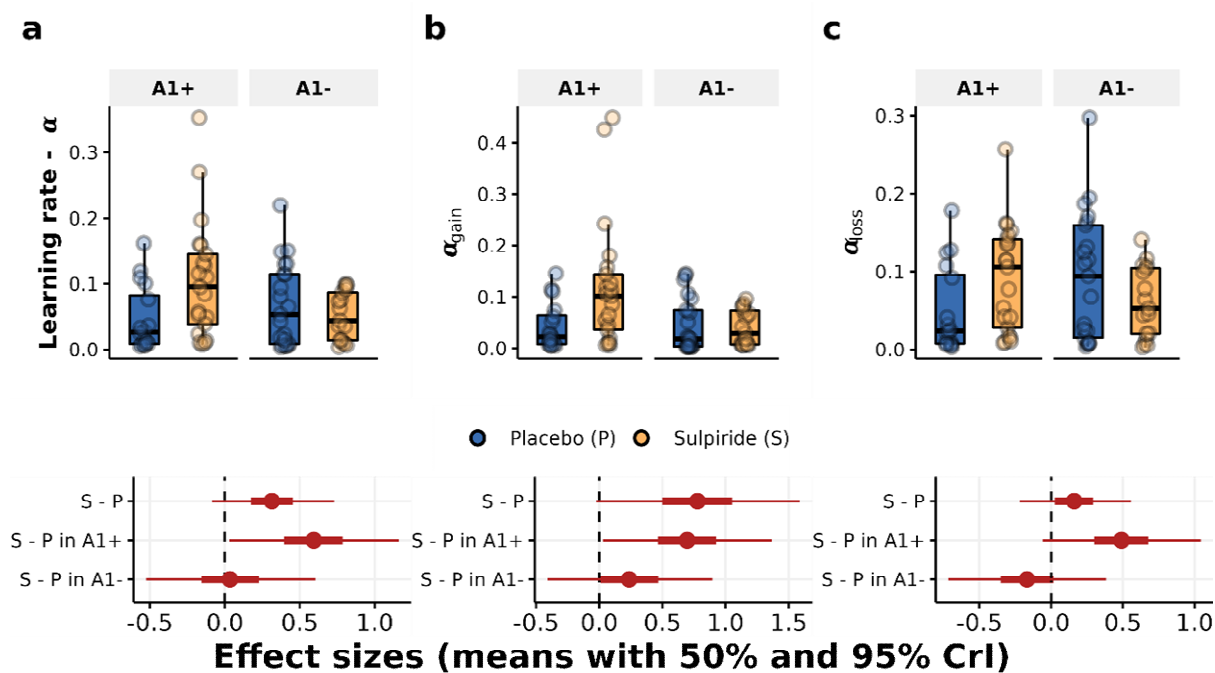 a
b
c
A1+
A1-
A1+
A1-
A1+
A1-
Learning rate - α
0.3
0.2
0.1
0.0
αgain
0.4
0.3
0.2
0.1
0.0
αloss
0.3
0.2
0.1
0.0
Placebo (P)
Sulpiride (S)
S - P
S - P in A1+
S - P in A1-
-0.5
0.0
0.5
1.0
S - P
S - P in A1+
S - P in A1-
-0.5
0.0
0.5
1.0
1.5
S - P
S - P in A1+
S - P in A1-
-0.5
0.0
0.5
1.0
Effect sizes (means with 50% and 95% CrI)